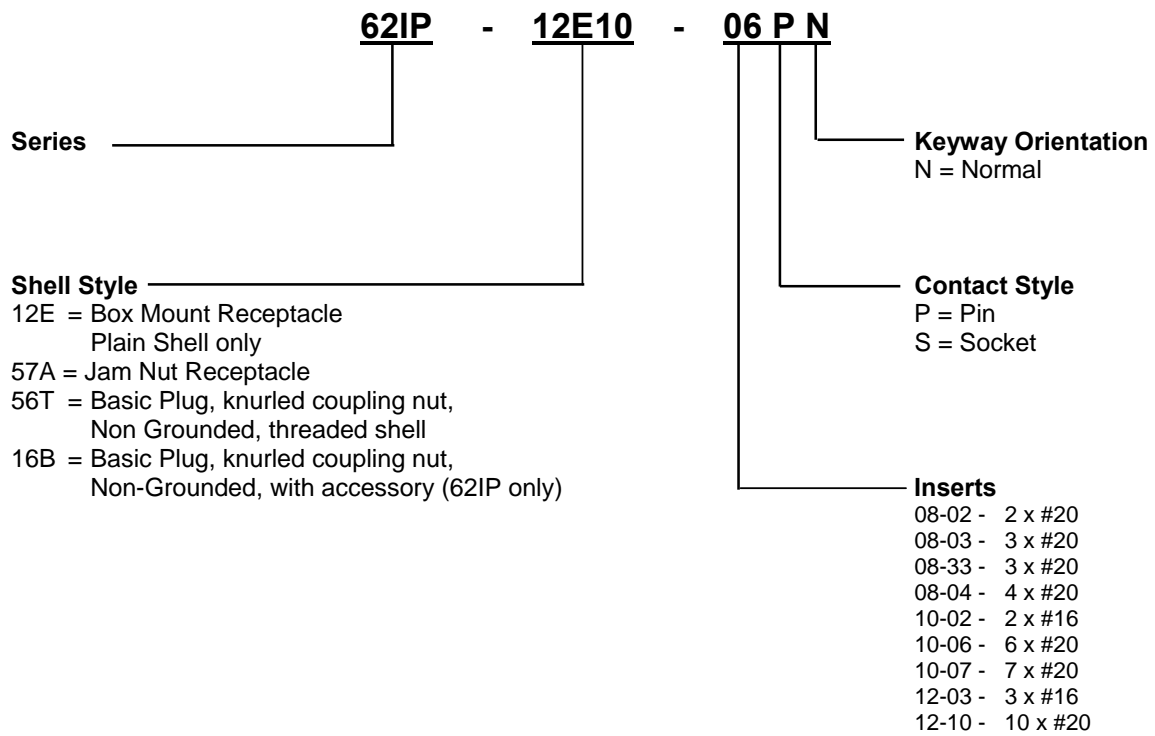 62IP - 12E10 - 06 P N
Series
Keyway Orientation
N = Normal
Shell Style
12E = Box Mount Receptacle
Plain Shell only
57A = Jam Nut Receptacle
56T = Basic Plug, knurled coupling nut,
Non Grounded, threaded shell
16B = Basic Plug, knurled coupling nut,
Non-Grounded, with accessory (62IP only)
Contact Style
P = Pin
S = Socket
Inserts
08-02 - 2 x #20
08-03 - 3 x #20
08-33 - 3 x #20
08-04 - 4 x #20
10-02 - 2 x #16
10-06 - 6 x #20
10-07 - 7 x #20
12-03 - 3 x #16
12-10 - 10 x #20